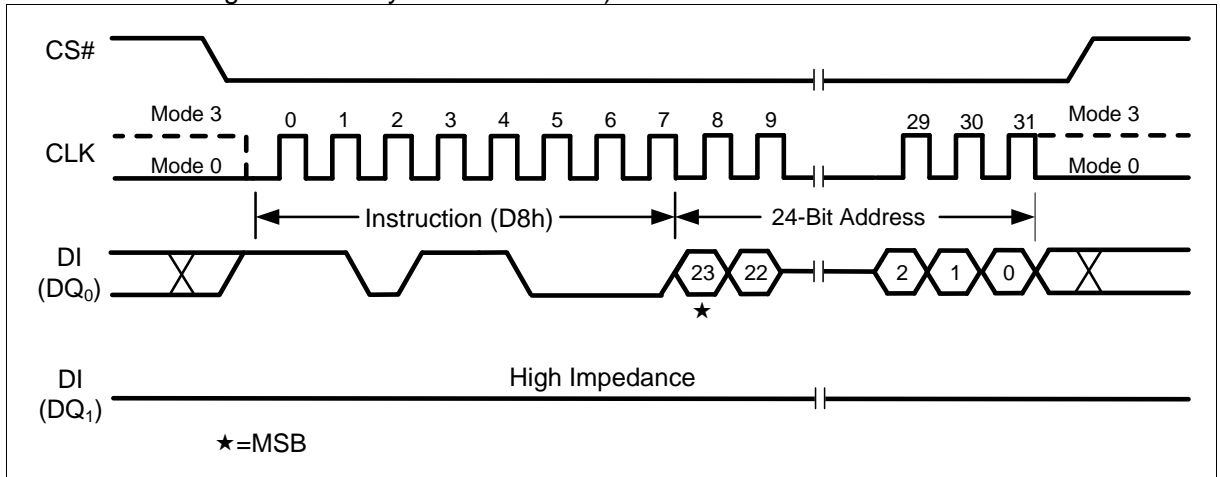 CS#
Mode 3 0 1 2 3 4 5 6 7 8 9 29 30 31 Mode 3
CLK
Mode 0 Mode 0
Instruction (D8h) 24-Bit Address
DI
(DQ0) 23 22 2 1 0
★
High Impedance
DI
(DQ1)
★=MSB